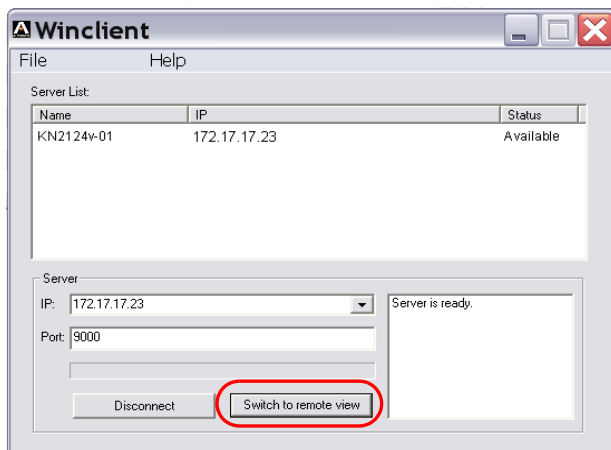 Winclient
File Help
Server List:
Name IP Status
KN2124v-01 172.17.17.23 Available
Server
IP: 172.17.17.23 Server is ready.
Port: 9000
Disconnect Switch to remote view